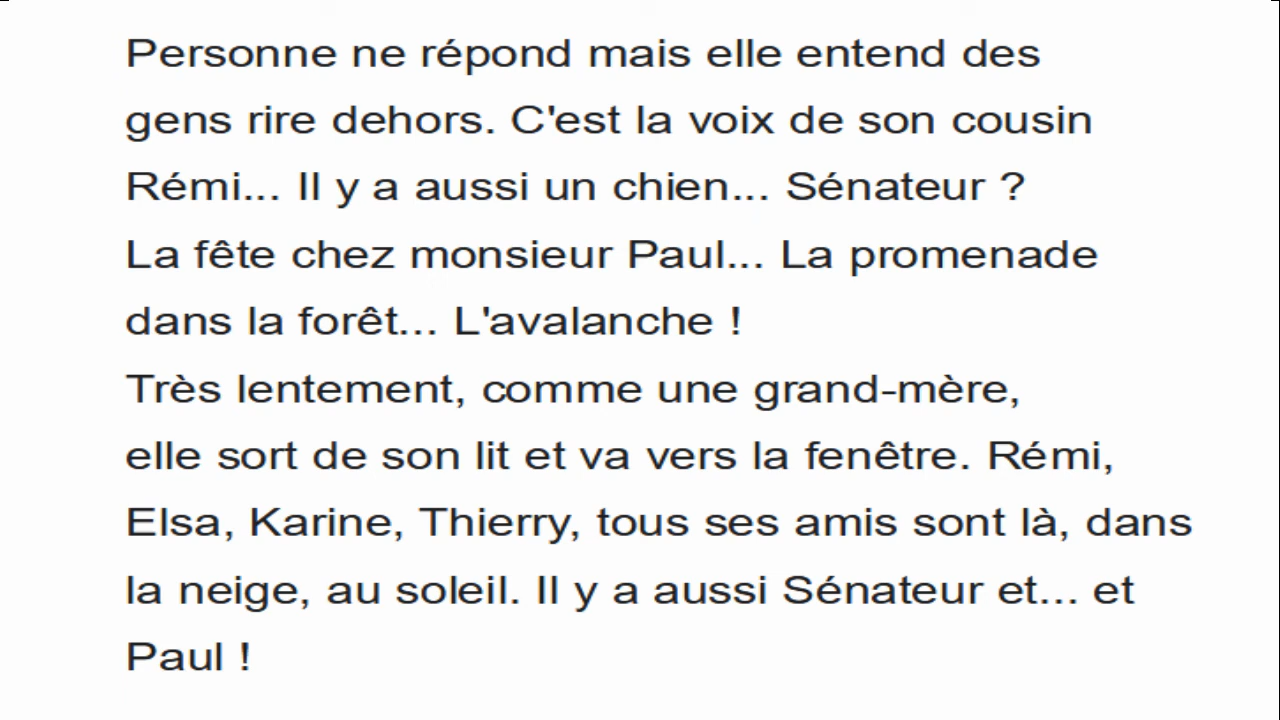 Personne ne répond mais elle entend des
gens rire dehors. C'est la voix de son cousin
Rémi... Il y a aussi un chien... Sénateur ?
La fête chez monsieur Paul... La promenade
dans la forêt... L'avalanche !
Très lentement, comme une grand-mère,
elle sort de son lit et va vers la fenêtre. Rémi,
Elsa, Karine, Thierry, tous ses amis sont là, dans
la neige, au soleil. Il y a aussi Sénateur et... et
Paul !